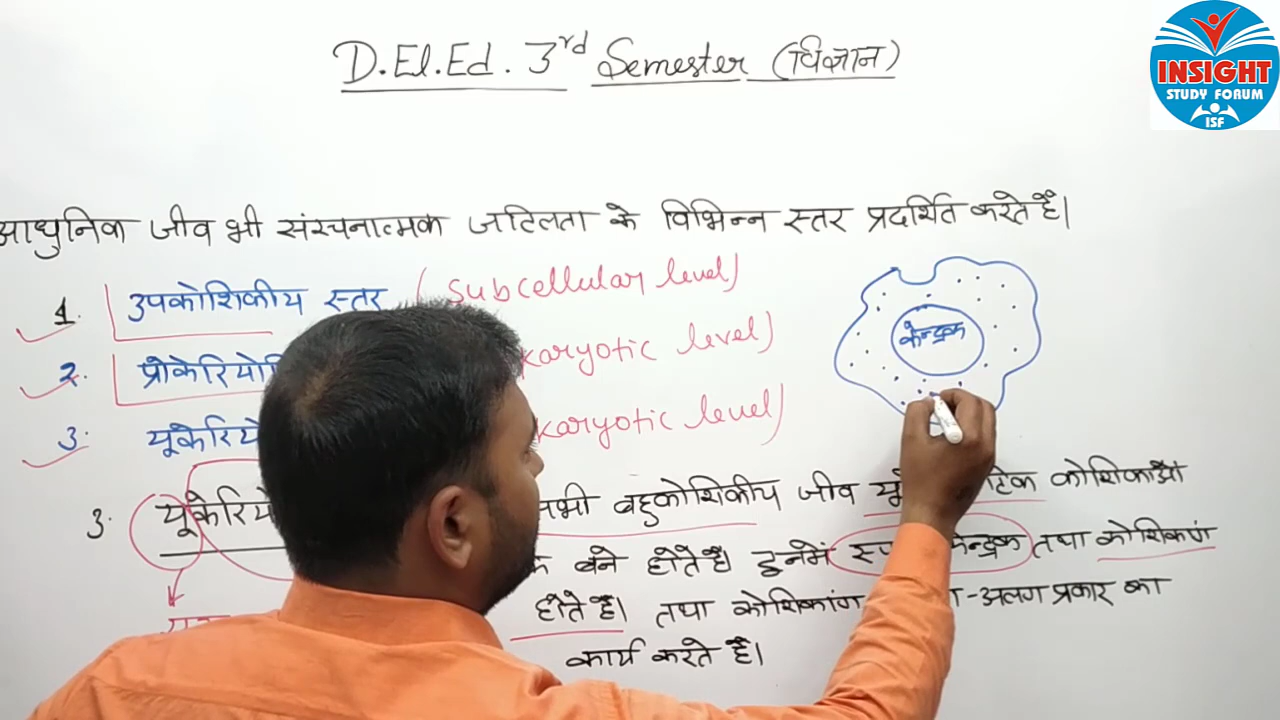 D.El.Ed. 3rd Semester (विज्ञान)
INSIGHT
STUDY FORUM
ISF
आधुनिक जीव भी संरचनात्मक जटिलता के विभिन्न स्तर प्रदर्शित करते हैं।
1. उपकोशिकीय स्तर (Subcellular level)
2. karyotic level)
3. karyotic level)
केन्द्रक
3. सभी बहुकोशिकीय जीव कोशिकाओं
बने होते हैं। इनमें केन्द्रक तथा कोशिकांग
होते हैं। तथा कोशिकांग -अलग प्रकार का
कार्य करते हैं।